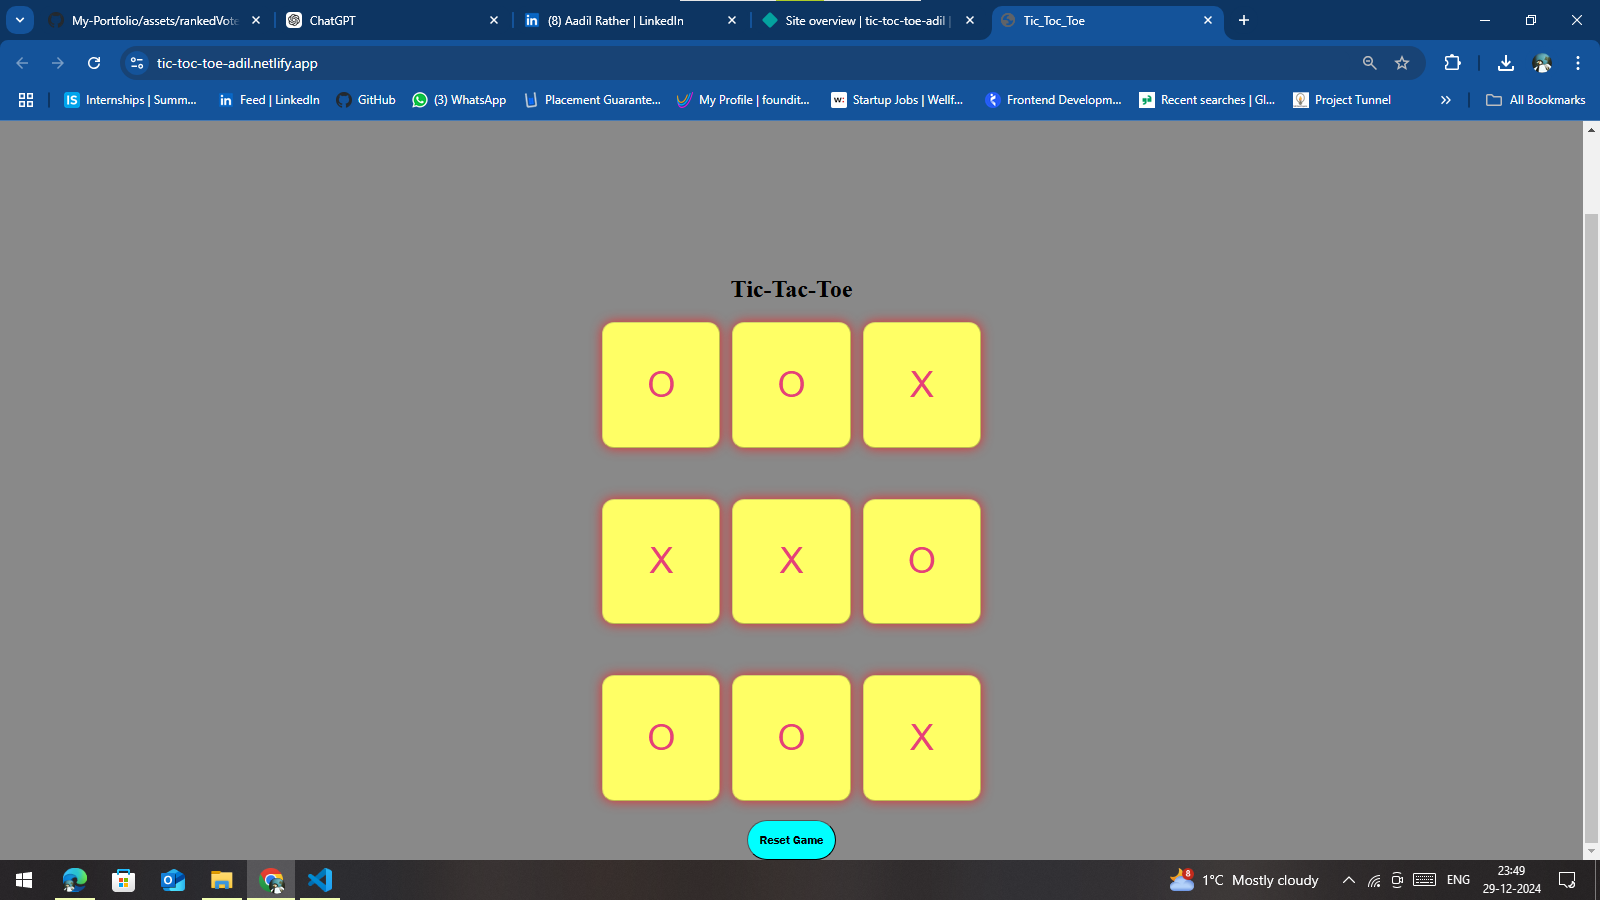 My-Portfolio/assets/rankedVote
ChatGPT
(8) Aadil Rather | LinkedIn
Site overview | tic-toc-toe-adil |
Tic_Toc_Toe
tic-toc-toe-adil.netlify.app
IS Internships | Summ...
in Feed | LinkedIn
GitHub
(3) WhatsApp
Placement Guarante...
My Profile | foundit...
w: Startup Jobs | Wellf...
Frontend Developm...
Recent searches | Gl...
Project Tunnel
All Bookmarks
Tic-Tac-Toe
O O X
X X O
O O X
Reset Game
8
1°C Mostly cloudy
ENG
23:49
29-12-2024